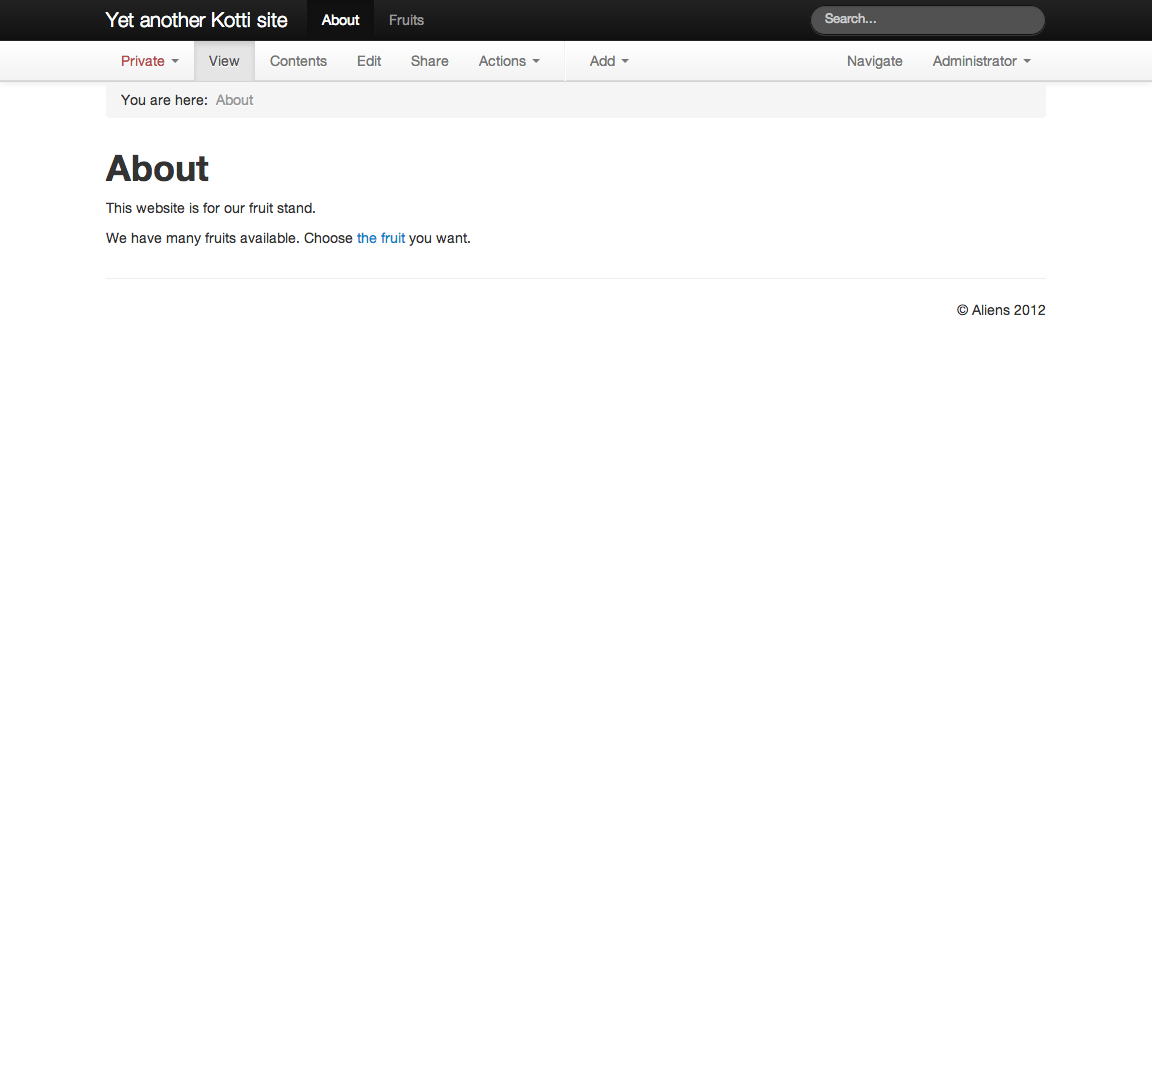 Yet another Kotti site About Fruits Search...
Private View Contents Edit Share Actions Add Navigate Administrator
You are here: About
About
This website is for our fruit stand.
We have many fruits available. Choose the fruit you want.
© Aliens 2012